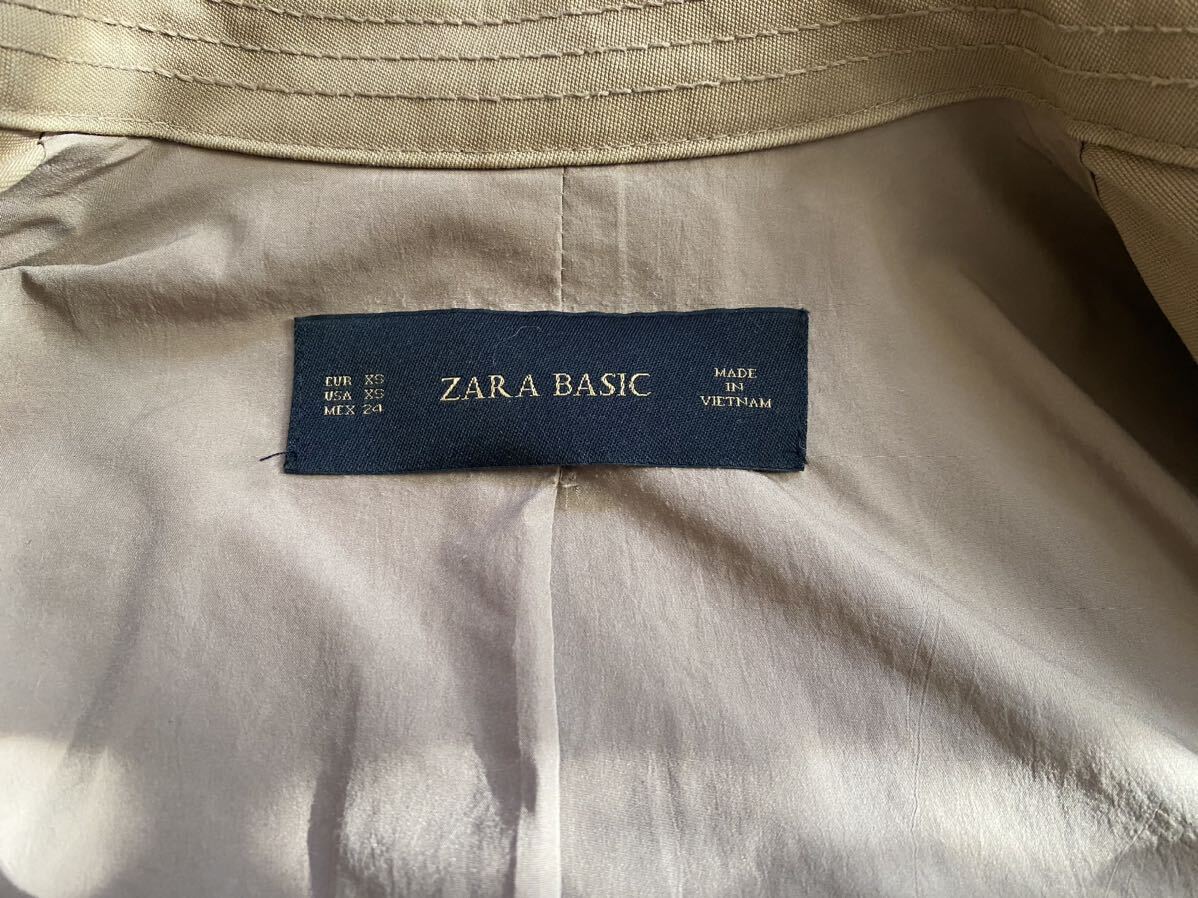 EUR XS
USA XS
MEX 24
ZARA BASIC
MADE
IN
VIETNAM